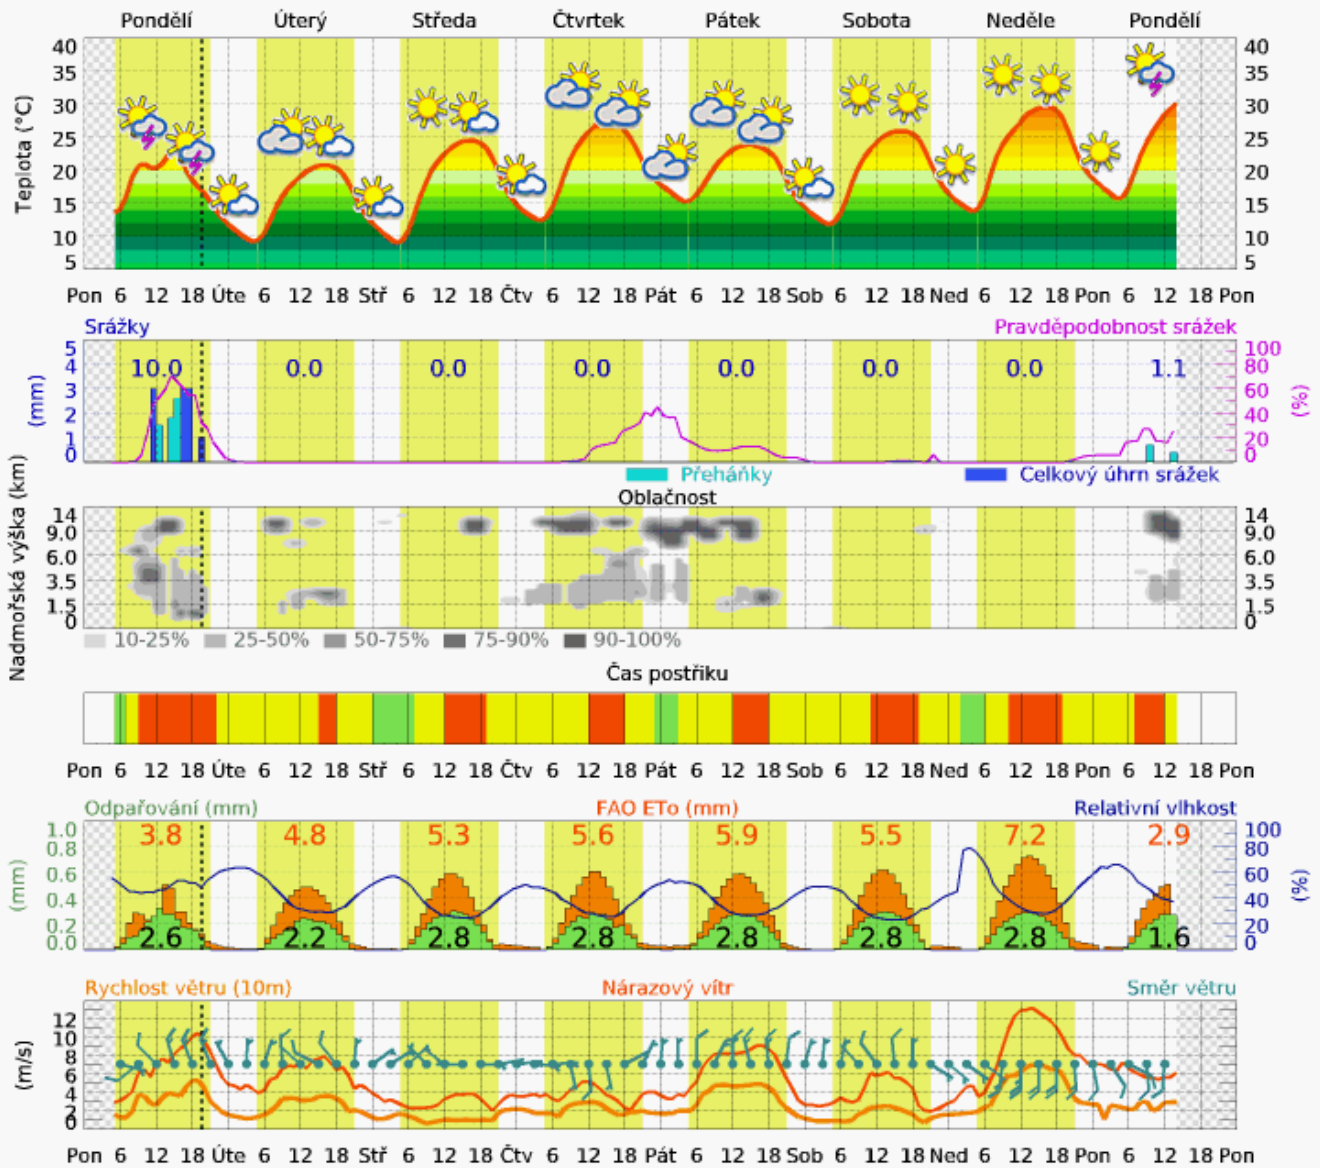 Pondělí Úterý Středa Čtvrtek Pátek Sobota Neděle Pondělí
Teplota (°C)
40 40
35 35
30 30
25 25
20 20
15 15
10 10
5 5
Pon 6 12 18 Úte 6 12 18 Stř 6 12 18 Čtv 6 12 18 Pát 6 12 18 Sob 6 12 18 Ned 6 12 18 Pon 6 12 18 Pon
Srážky Pravděpodobnost srážek
(mm)
5 100
4 80
3 60
2 40
1 20
0 0
(%)
10.0 0.0 0.0 0.0 0.0 0.0 0.0 1.1
Přeháňky Celkový úhrn srážek
Oblačnost
Nadmořská výška (km)
14 14
9.0 9.0
6.0 6.0
3.5 3.5
1.5 1.5
0 0
10-25% 25-50% 50-75% 75-90% 90-100%
Čas postřiku
Pon 6 12 18 Úte 6 12 18 Stř 6 12 18 Čtv 6 12 18 Pát 6 12 18 Sob 6 12 18 Ned 6 12 18 Pon 6 12 18 Pon
Odpařování (mm) FAO ETo (mm) Relativní vlhkost
(mm)
1.0 100
0.8 80
0.6 60
0.4 40
0.2 20
0.0 0
(%)
3.8 4.8 5.3 5.6 5.9 5.5 7.2 2.9
2.6 2.2 2.8 2.8 2.8 2.8 2.8 1.6
Rychlost větru (10m) Nárazový vítr Směr větru
(m/s)
12
10
8
6
4
2
0
Pon 6 12 18 Úte 6 12 18 Stř 6 12 18 Čtv 6 12 18 Pát 6 12 18 Sob 6 12 18 Ned 6 12 18 Pon 6 12 18 Pon